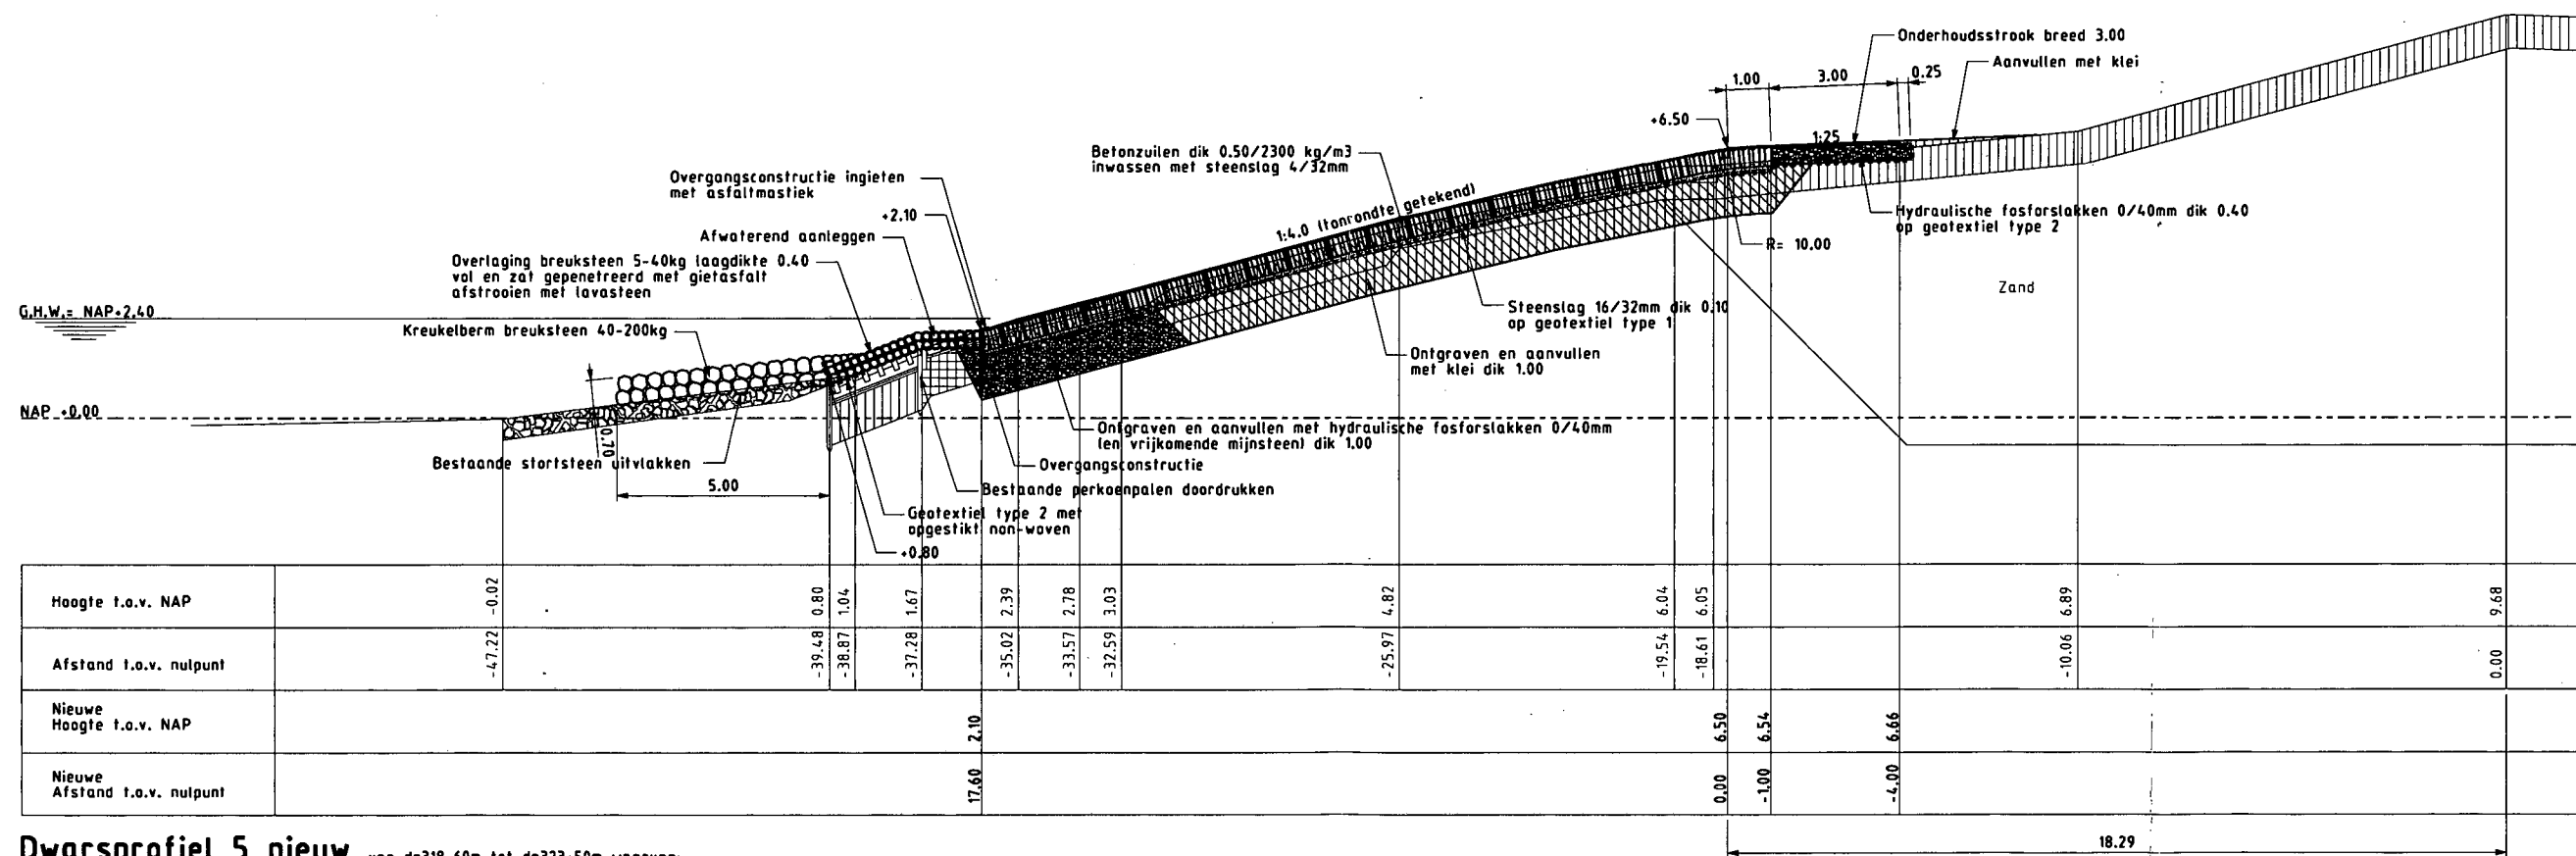 Onderhoudsstrook breed 3.00
Aanvullen met klei
1.00
3.00
0.25
+6.50
1:25
Betonzuilen dik 0.50/2300 kg/m3
inwassen met steenslag 4/32mm
Overgangsconstructie ingieten
met asfaltmastiek
+2.10
1:4.0 (tonrondte getekend)
Afwaterend aanleggen
Hydraulische fosforslakken 0/40mm dik 0.40
op geotextiel type 2
R= 10.00
Overlaging breuksteen 5-40kg laagdikte 0.40
vol en zat gepenetreerd met gietasfalt
afstrooien met lavasteen
Zand
G.H.W.= NAP+2.40
Steenslag 16/32mm dik 0.10
op geotextiel type 1
Kreukelberm breuksteen 40-200kg
Ontgraven en aanvullen
met klei dik 1.00
NAP +0.00
0.70
Ontgraven en aanvullen met hydraulische fosforslakken 0/40mm
(en vrijkomende mijnsteen) dik 1.00
Bestaande stortsteen uitvlakken
Overgangsconstructie
5.00
Bestaande perkoenpalen doordrukken
Geotextiel type 2 met
opgestikt non-woven
+0.80
Hoogte t.o.v. NAP
-0.02
0.80
1.04
1.67
2.39
2.78
3.03
4.82
6.04
6.05
6.89
9.68
Afstand t.o.v. nulpunt
-47.22
-39.48
-38.87
-37.28
-35.02
-33.57
-32.59
-25.97
-19.54
-18.61
-10.06
0.00
Nieuwe
Hoogte t.o.v. NAP
2.10
6.50
6.54
6.66
Nieuwe
Afstand t.o.v. nulpunt
17.60
0.00
-1.00
-4.00
18.29
Dwarsprofiel 5 nieuw